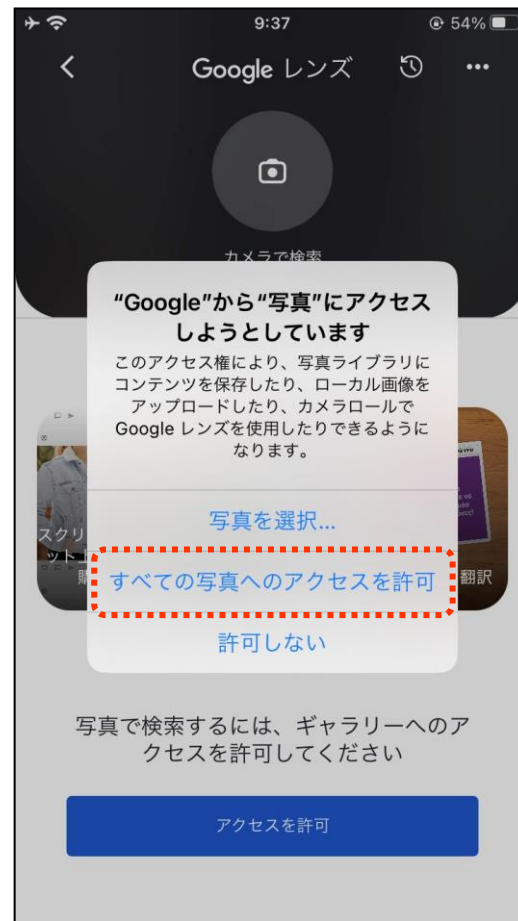 9:37
54%
Google レンズ
カメラで検索
“Google”から“写真”にアクセス
しようとしています
このアクセス権により、写真ライブラリに
コンテンツを保存したり、ローカル画像を
アップロードしたり、カメラロールで
Google レンズを使用したりできるように
なります。
スクリ
ット
購
翻訳
写真を選択...
すべての写真へのアクセスを許可
許可しない
写真で検索するには、ギャラリーへのア
クセスを許可してください
アクセスを許可